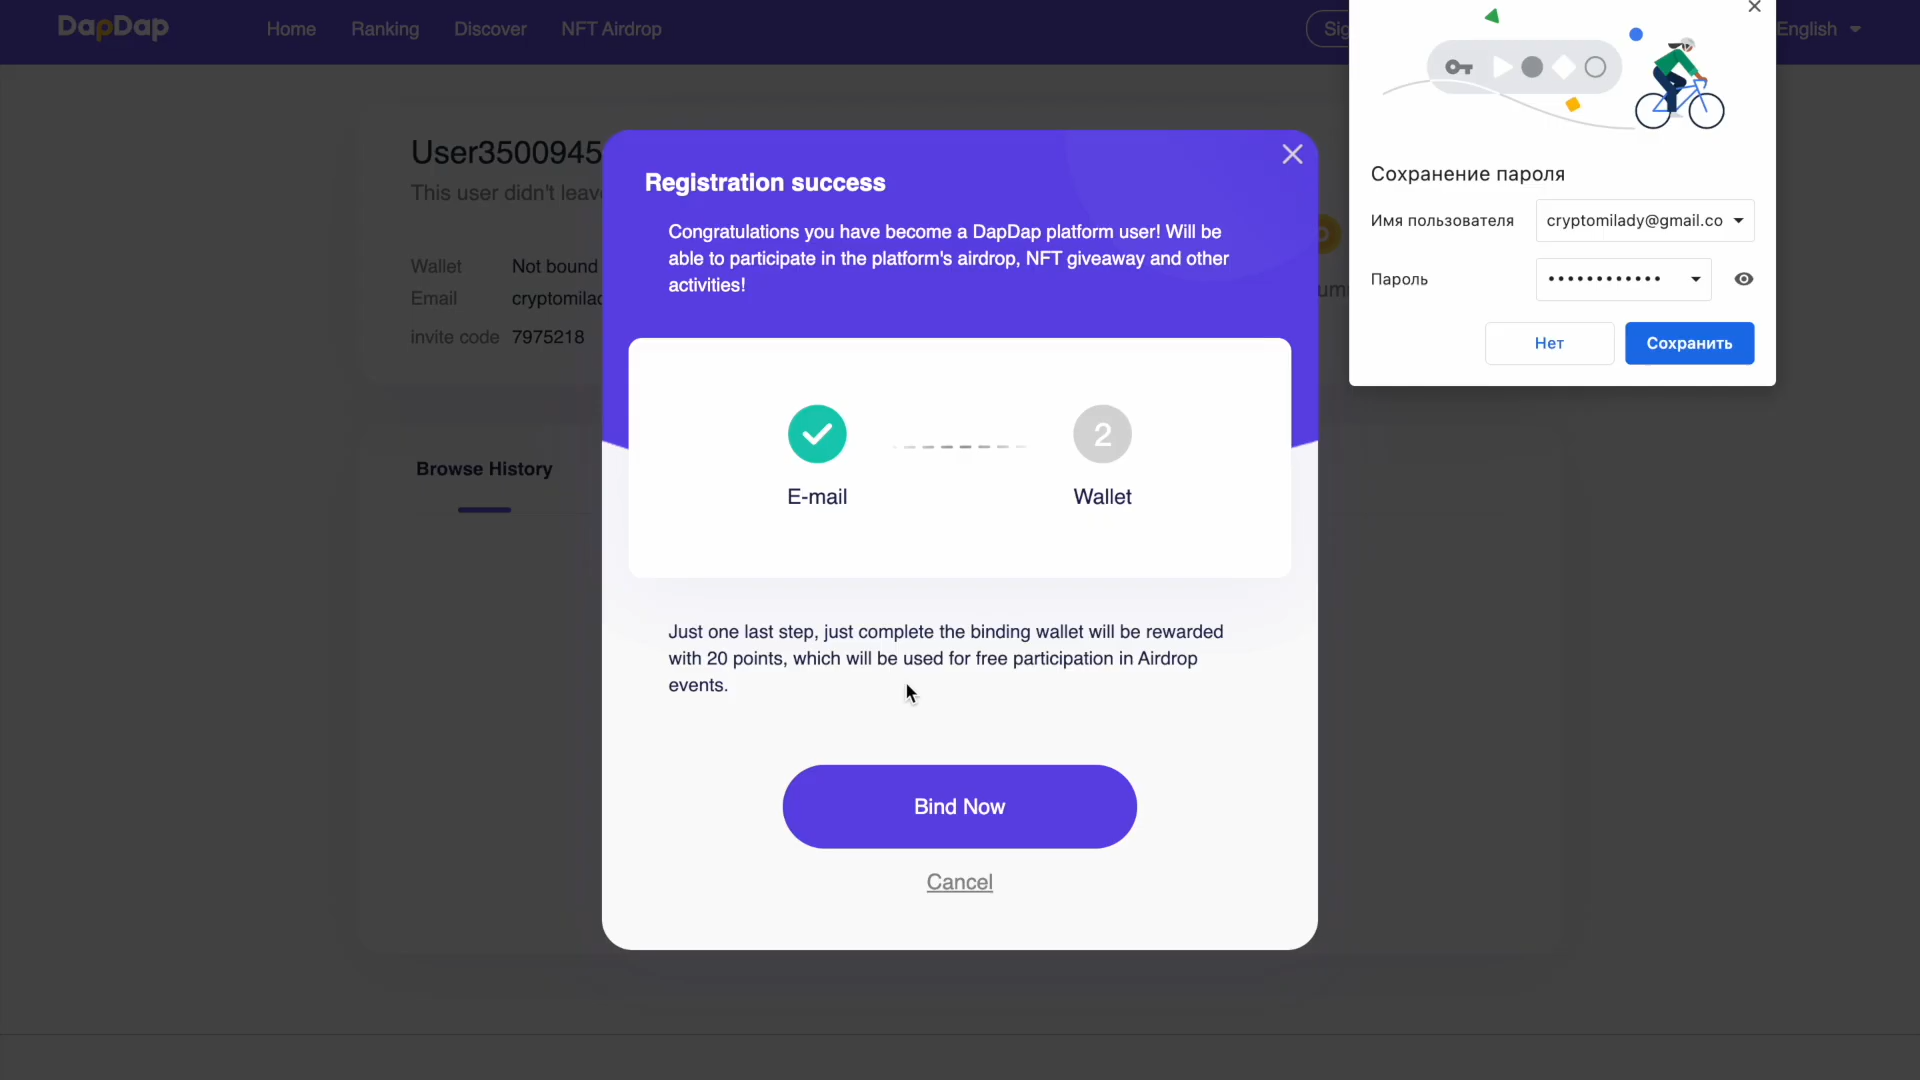 DapDap
Home Ranking Discover NFT Airdrop
English
User3500945
This user didn't leave
Wallet Not bound
Email cryptomilad
invite code 7975218
Browse History
Registration success
Congratulations you have become a DapDap platform user! Will be
able to participate in the platform's airdrop, NFT giveaway and other
activities!
2
E-mail
Wallet
Just one last step, just complete the binding wallet will be rewarded
with 20 points, which will be used for free participation in Airdrop
events.
Bind Now
Cancel
Сохранение пароля
Имя пользователя cryptomilady@gmail.co
Пароль ••••••••••••
Нет Сохранить